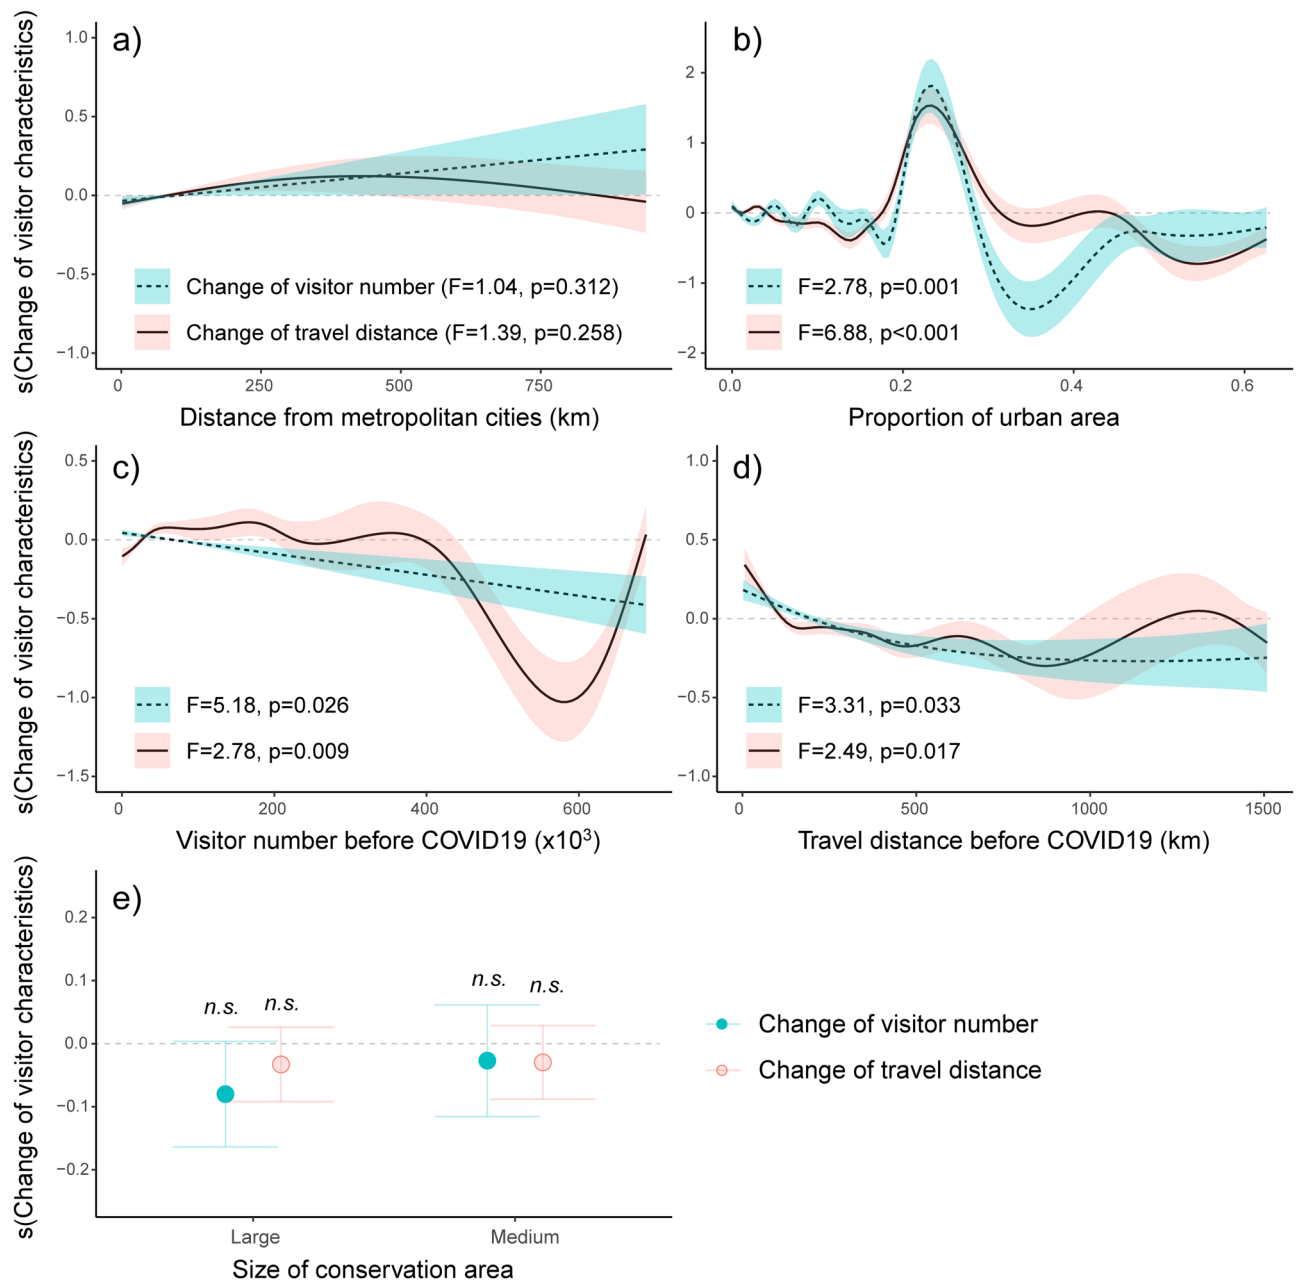 s(Change of visitor characteristics)
a)
1.0
0.5
0.0
−0.5
−1.0
Change of visitor number (F=1.04, p=0.312)
Change of travel distance (F=1.39, p=0.258)
0 250 500 750
Distance from metropolitan cities (km)
b)
2
1
0
−1
−2
F=2.78, p=0.001
F=6.88, p<0.001
0.0 0.2 0.4 0.6
Proportion of urban area
s(Change of visitor characteristics)
c)
0.5
0.0
−0.5
−1.0
−1.5
F=5.18, p=0.026
F=2.78, p=0.009
0 200 400 600
Visitor number before COVID19 (x10³)
d)
1.0
0.5
0.0
−0.5
−1.0
F=3.31, p=0.033
F=2.49, p=0.017
0 500 1000 1500
Travel distance before COVID19 (km)
s(Change of visitor characteristics)
e)
0.2
0.1
0.0
−0.1
−0.2
n.s. n.s. n.s. n.s.
Large Medium
Size of conservation area
Change of visitor number
Change of travel distance